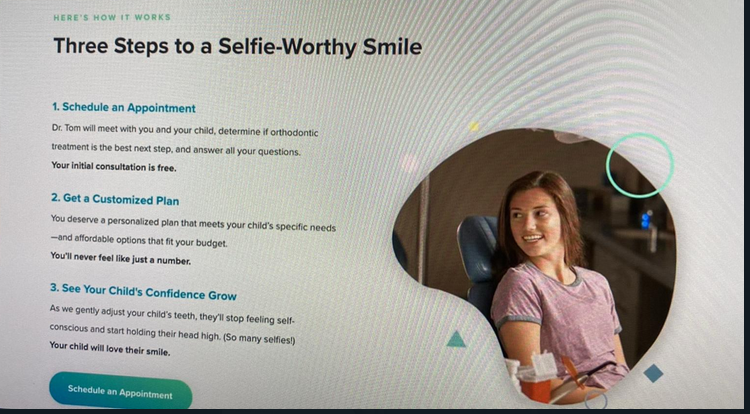 HERE'S HOW IT WORKS
Three Steps to a Selfie-Worthy Smile
1. Schedule an Appointment
Dr. Tom will meet with you and your child, determine if orthodontic
treatment is the best next step, and answer all your questions.
Your initial consultation is free.
2. Get a Customized Plan
You deserve a personalized plan that meets your child's specific needs
—and affordable options that fit your budget.
You'll never feel like just a number.
3. See Your Child's Confidence Grow
As we gently adjust your child's teeth, they'll stop feeling self-
conscious and start holding their head high. (So many selfies!)
Your child will love their smile.
Schedule an Appointment